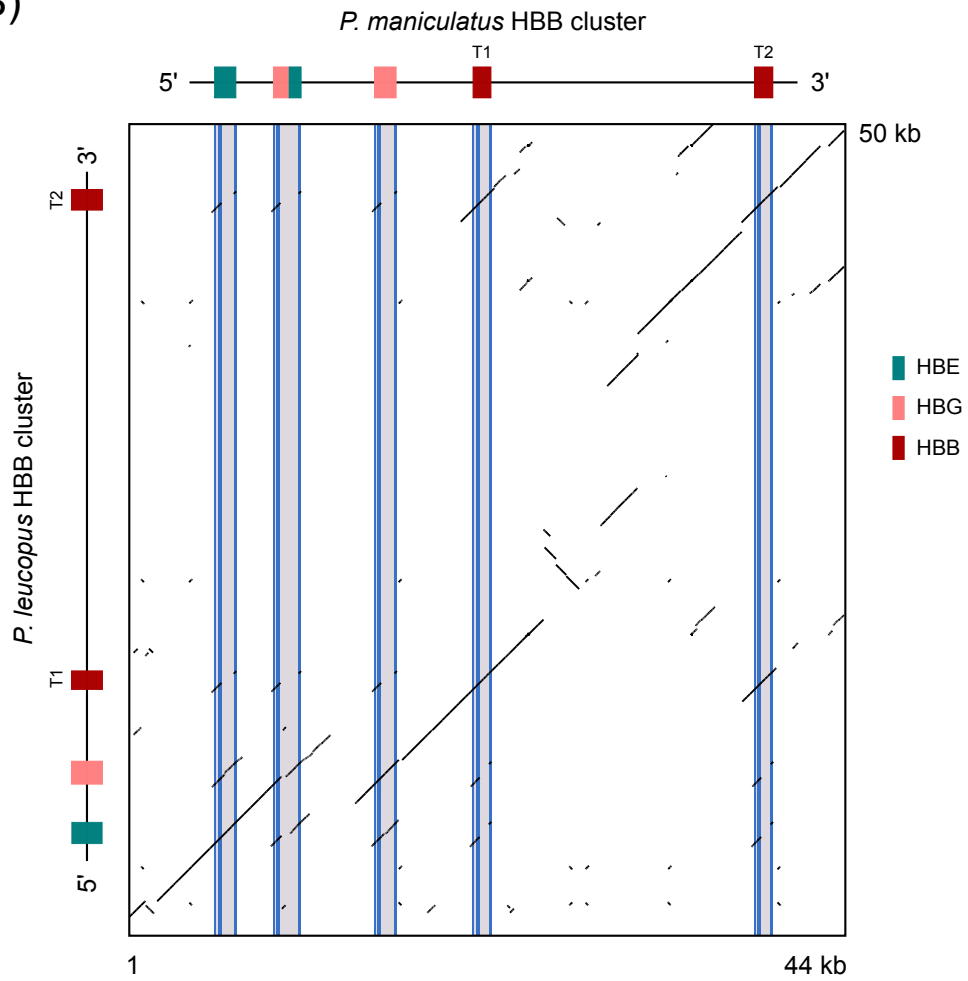 P. maniculatus HBB cluster
T1
T2
5'
3'
50 kb
3'
T2
HBE
HBG
HBB
P. leucopus HBB cluster
T1
5'
1
44 kb